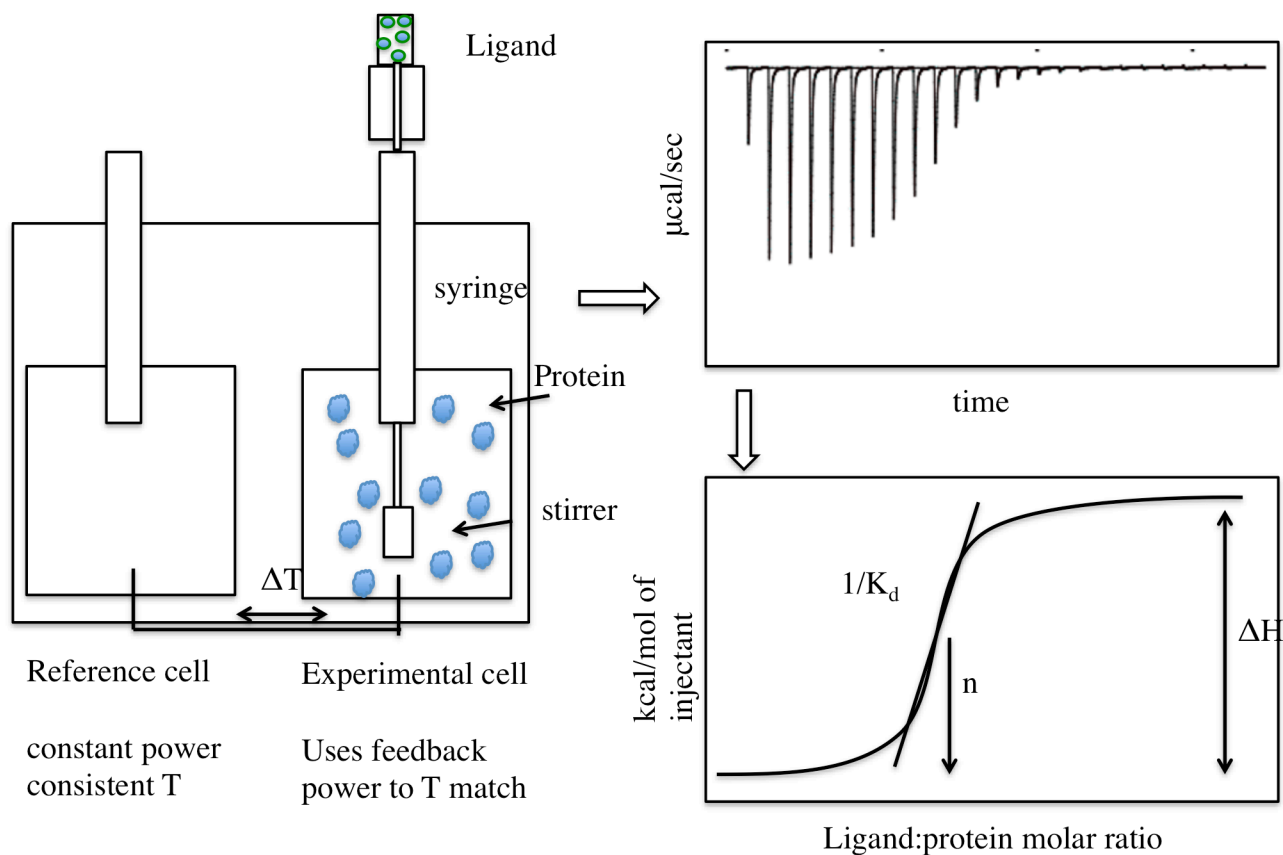 Ligand
syringe
Protein
stirrer
ΔT
Reference cell
constant power
consistent T
Experimental cell
Uses feedback
power to T match
μcal/sec
time
kcal/mol of
injectant
1/Kd
n
ΔH
Ligand:protein molar ratio